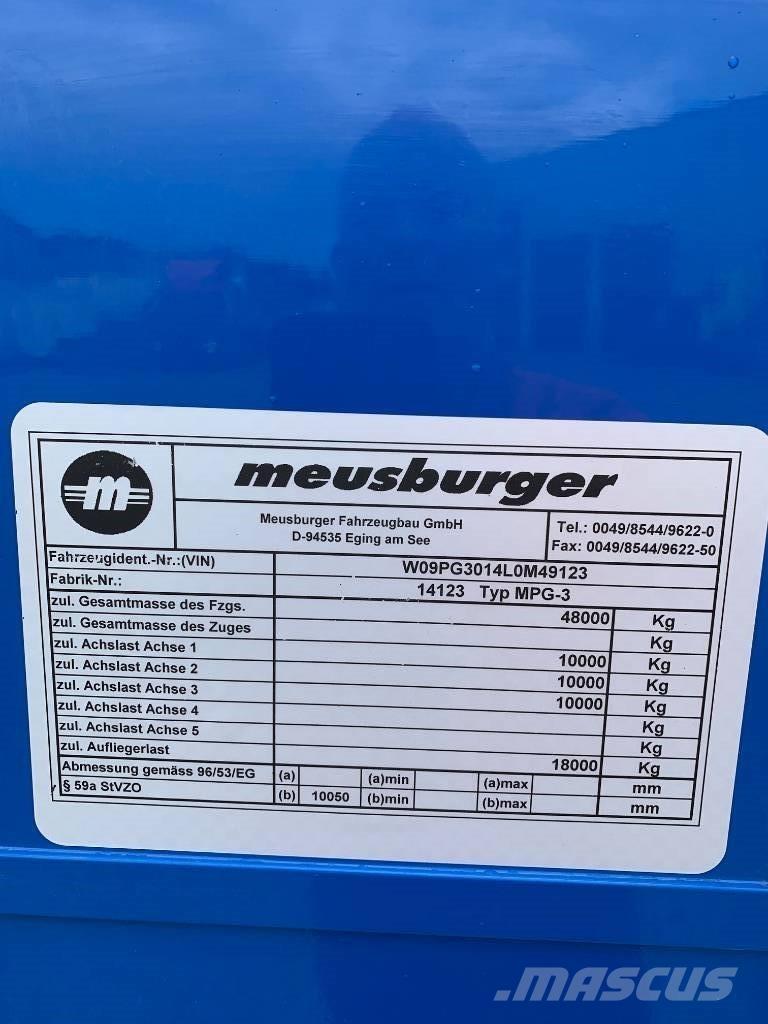 m
meusburger
Meusburger Fahrzeugbau GmbH
D-94535 Eging am See
Tel.: 0049/8544/9622-0
Fax: 0049/8544/9622-50
Fahrzeugident.-Nr.:(VIN) W09PG3014L0M49123
Fabrik-Nr.: 14123 Typ MPG-3
zul. Gesamtmasse des Fzgs. 48000 Kg
zul. Gesamtmasse des Zuges Kg
zul. Achslast Achse 1 10000 Kg
zul. Achslast Achse 2 10000 Kg
zul. Achslast Achse 3 10000 Kg
zul. Achslast Achse 4 Kg
zul. Achslast Achse 5 Kg
zul. Aufliegerlast 18000 Kg
Abmessung gemäss 96/53/EG (a) (a)min (a)max mm
§ 59a StVZO (b) 10050 (b)min (b)max mm
MASCUS